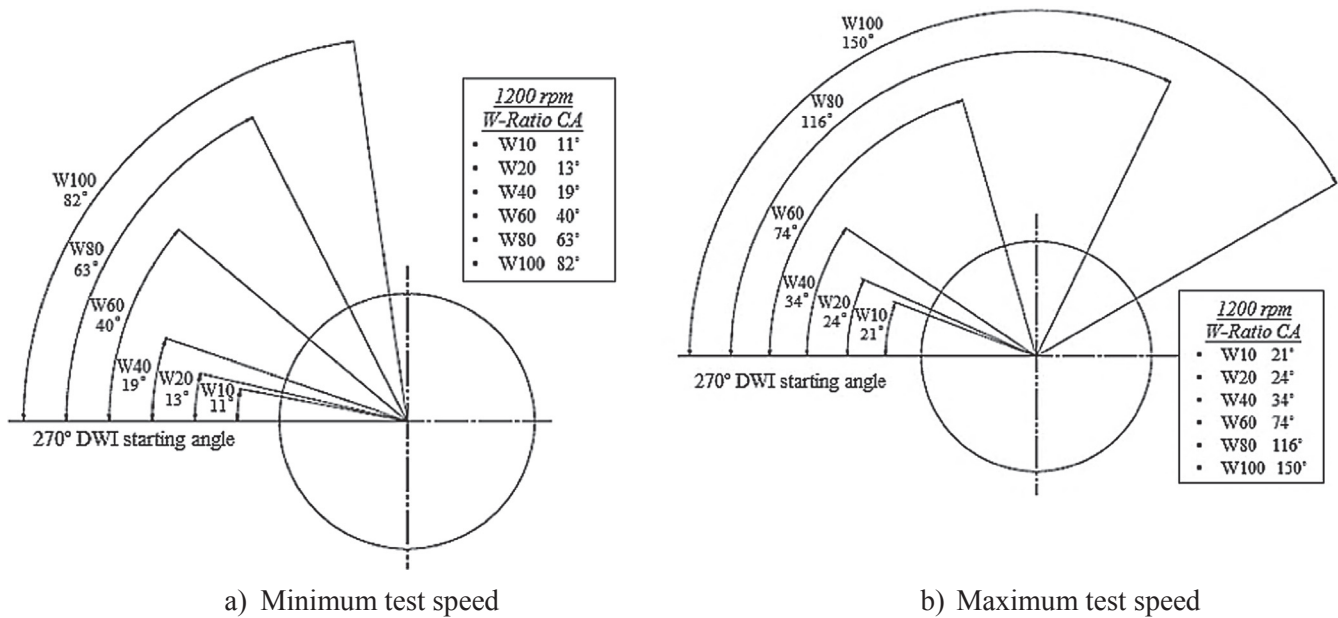 W100
82°
W80
63°
W60
40°
W40
19°
W20
13°
W10
11°
270° DWI starting angle
1200 rpm
W-Ratio CA
▪ W10 11°
▪ W20 13°
▪ W40 19°
▪ W60 40°
▪ W80 63°
▪ W100 82°
a) Minimum test speed
W100
150°
W80
116°
W60
74°
W40
34°
W20
24°
W10
21°
270° DWI starting angle
1200 rpm
W-Ratio CA
▪ W10 21°
▪ W20 24°
▪ W40 34°
▪ W60 74°
▪ W80 116°
▪ W100 150°
b) Maximum test speed